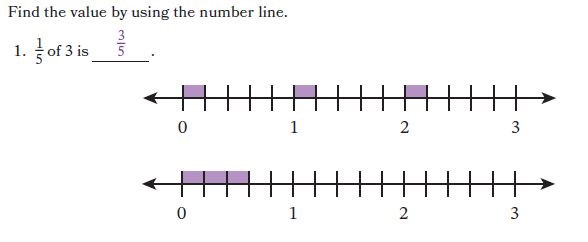 Find the value by using the number line.
1. 1/5 of 3 is 3/5.
0 1 2 3
0 1 2 3